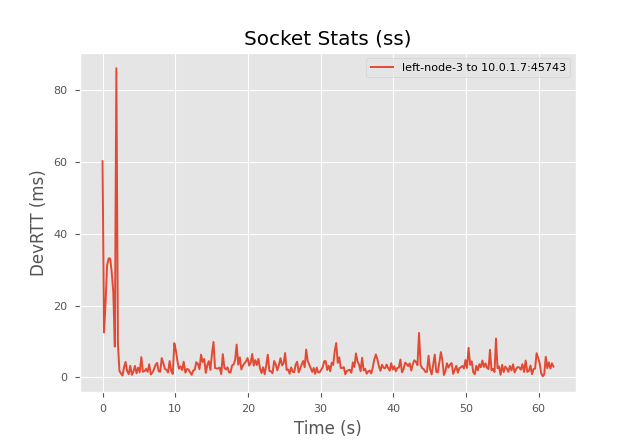 Socket Stats (ss)
left-node-3 to 10.0.1.7:45743
DevRTT (ms)
80
60
40
20
0
0 10 20 30 40 50 60
Time (s)